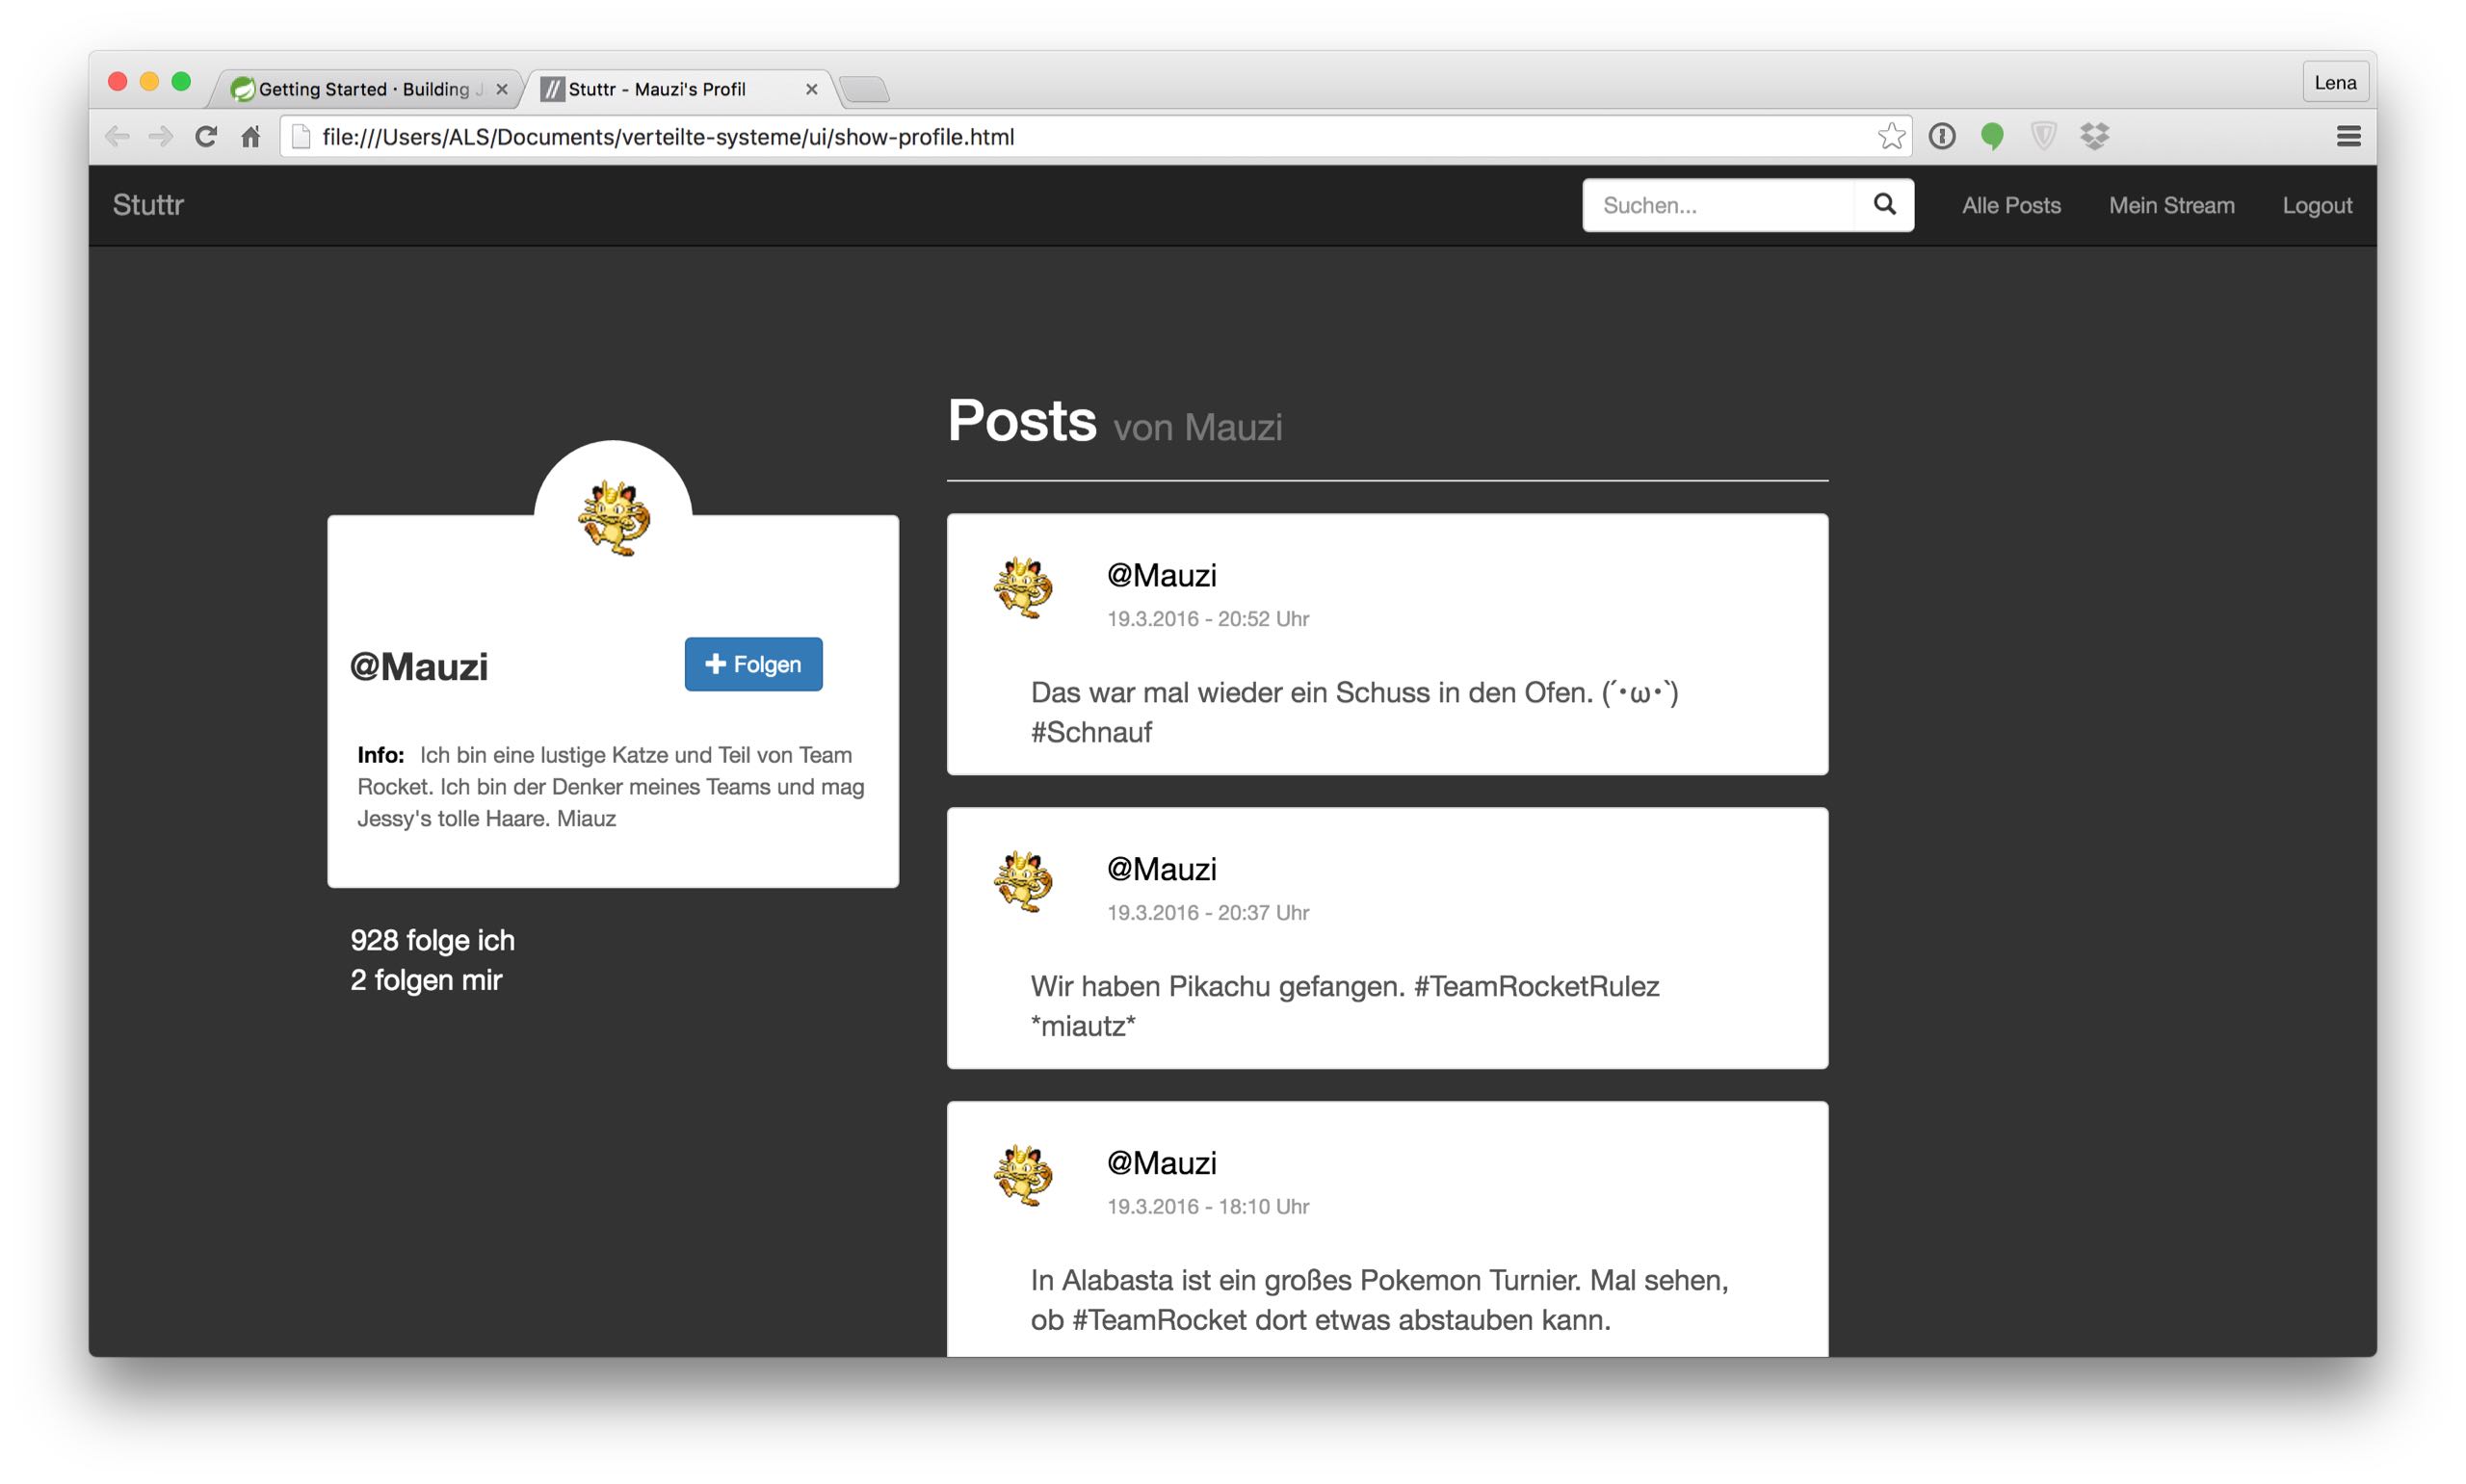 Getting Started · Building
Stuttr - Mauzi's Profil
Lena
file:///Users/ALS/Documents/verteilte-systeme/ui/show-profile.html
Stuttr
Suchen...
Alle Posts
Mein Stream
Logout
Posts von Mauzi
@Mauzi
+ Folgen
Info: Ich bin eine lustige Katze und Teil von Team
Rocket. Ich bin der Denker meines Teams und mag
Jessy's tolle Haare. Miauz
928 folge ich
2 folgen mir
@Mauzi
19.3.2016 - 20:52 Uhr
Das war mal wieder ein Schuss in den Ofen. (´･ω･`)
#Schnauf
@Mauzi
19.3.2016 - 20:37 Uhr
Wir haben Pikachu gefangen. #TeamRocketRulez
*miautz*
@Mauzi
19.3.2016 - 18:10 Uhr
In Alabasta ist ein großes Pokemon Turnier. Mal sehen,
ob #TeamRocket dort etwas abstauben kann.